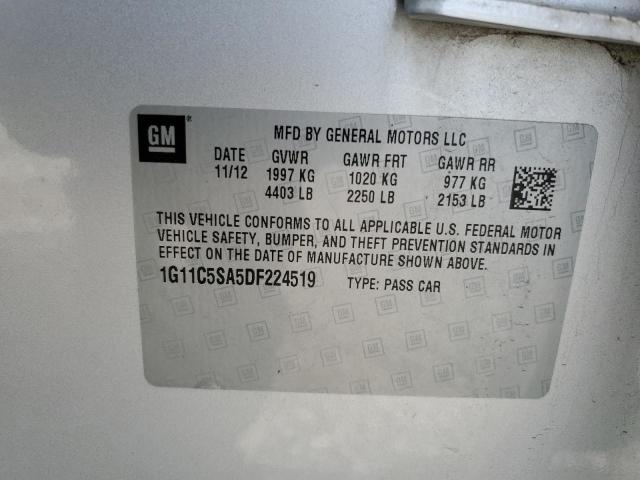 GM ®
MFD BY GENERAL MOTORS LLC
DATE GVWR GAWR FRT GAWR RR
11/12 1997 KG 1020 KG 977 KG
4403 LB 2250 LB 2153 LB
THIS VEHICLE CONFORMS TO ALL APPLICABLE U.S. FEDERAL MOTOR
VEHICLE SAFETY, BUMPER, AND THEFT PREVENTION STANDARDS IN
EFFECT ON THE DATE OF MANUFACTURE SHOWN ABOVE.
1G11C5SA5DF224519 TYPE: PASS CAR